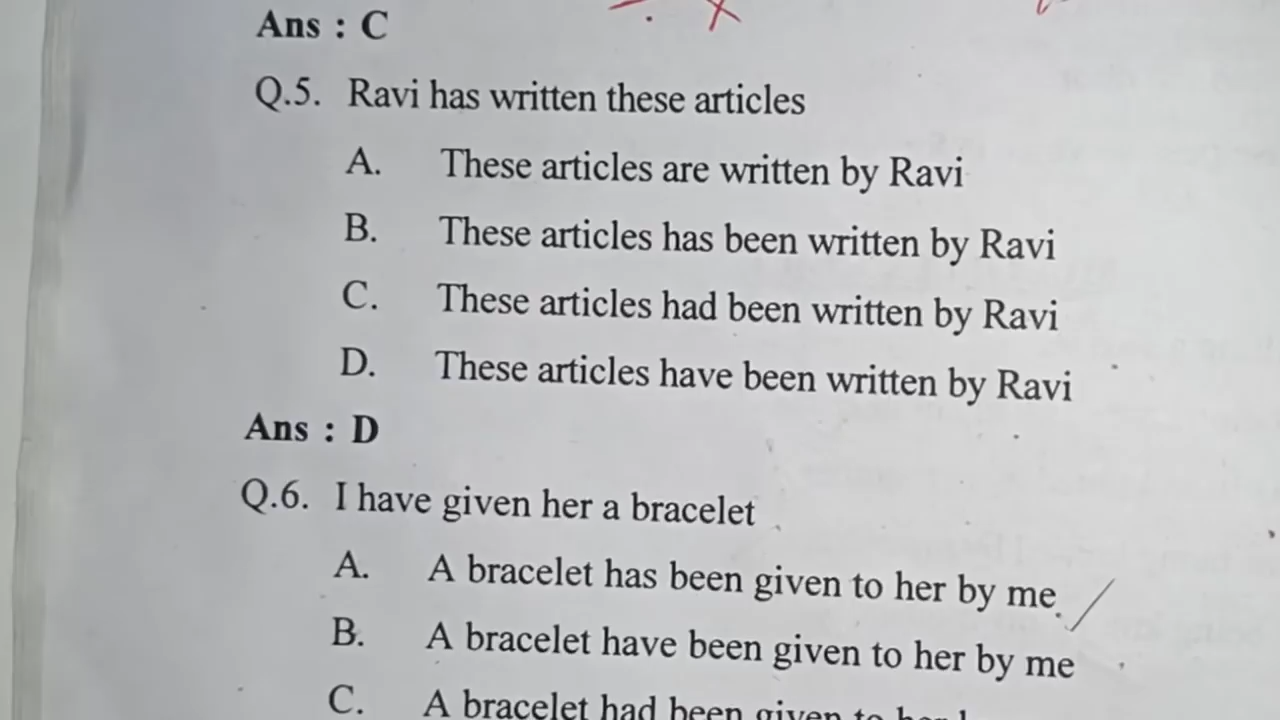 Ans : C
Q.5. Ravi has written these articles
A. These articles are written by Ravi
B. These articles has been written by Ravi
C. These articles had been written by Ravi
D. These articles have been written by Ravi
Ans : D
Q.6. I have given her a bracelet
A. A bracelet has been given to her by me.
B. A bracelet have been given to her by me
C. A bracelet had been given to her